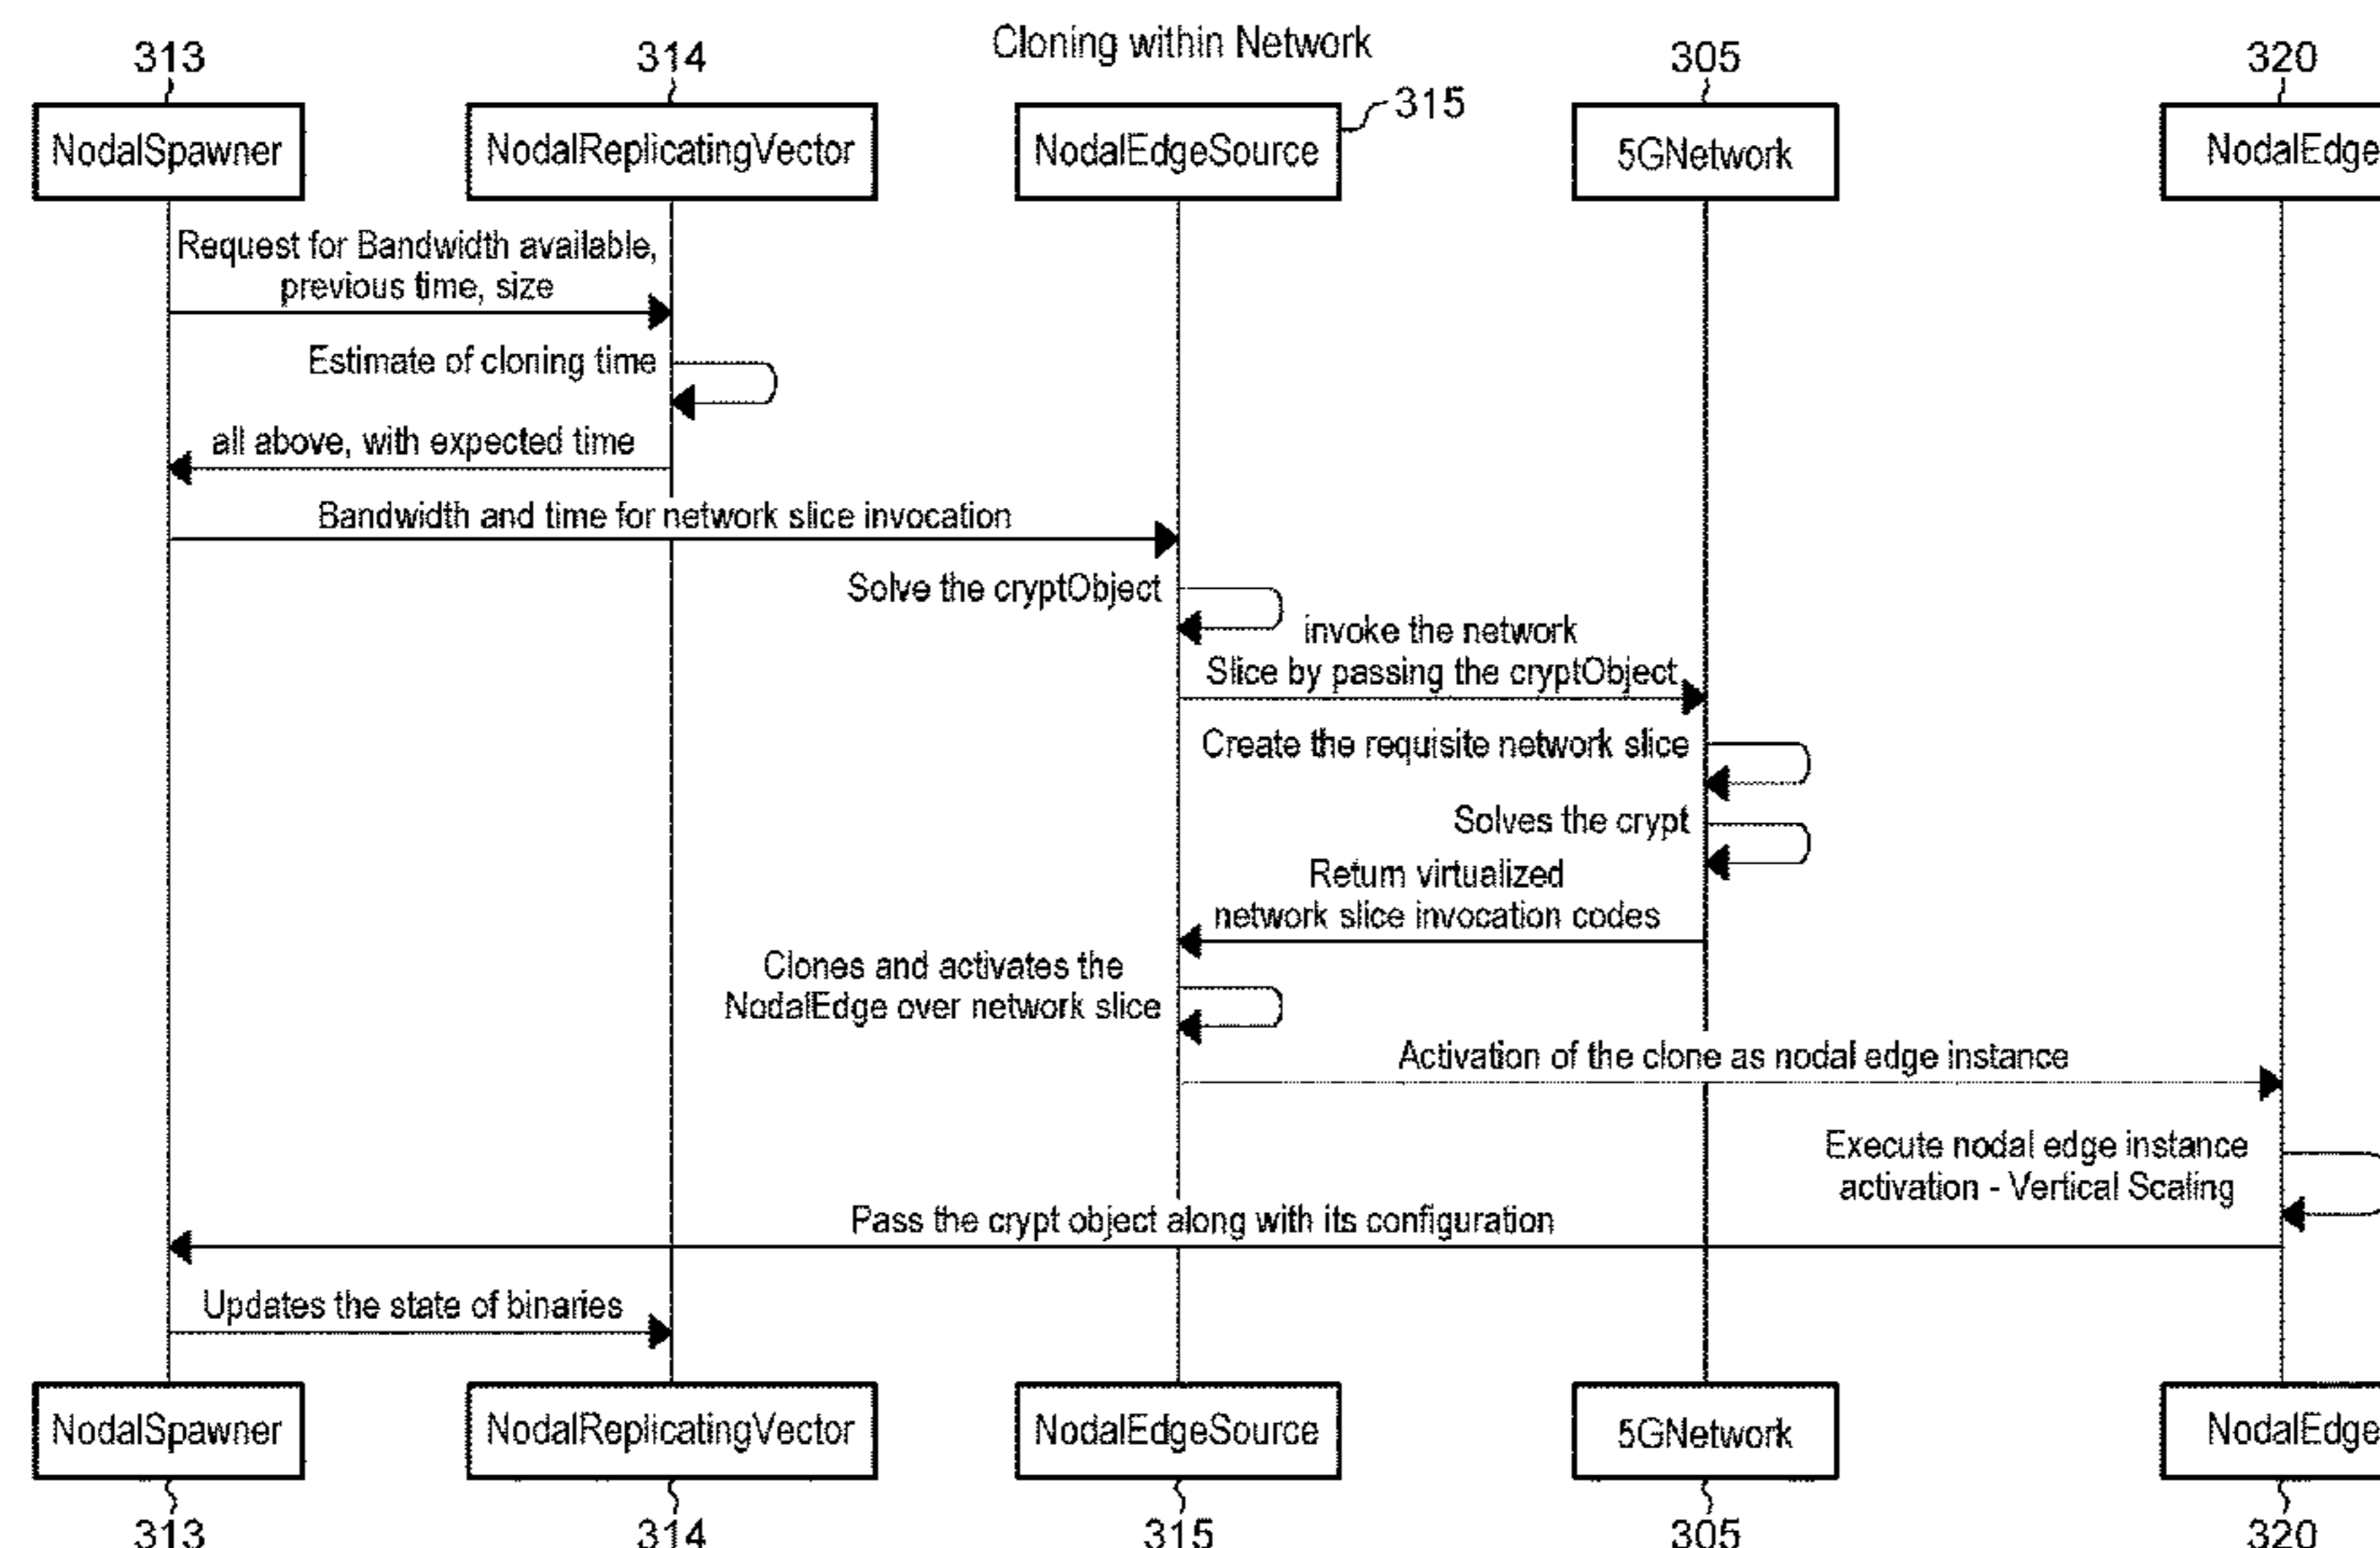 Cloning within Network
313
314
315
305
320
NodalSpawner
NodalReplicatingVector
NodalEdgeSource
5GNetwork
NodalEdge
Request for Bandwidth available,
previous time, size
Estimate of cloning time
all above, with expected time
Bandwidth and time for network slice invocation
Solve the cryptObject
invoke the network
Slice by passing the cryptObject
Create the requisite network slice
Solves the crypt
Return virtualized
network slice invocation codes
Clones and activates the
NodalEdge over network slice
Activation of the clone as nodal edge instance
Execute nodal edge instance
activation - Vertical Scaling
Pass the crypt object along with its configuration
Updates the state of binaries
NodalSpawner
NodalReplicatingVector
NodalEdgeSource
5GNetwork
NodalEdge
313
314
315
305
320